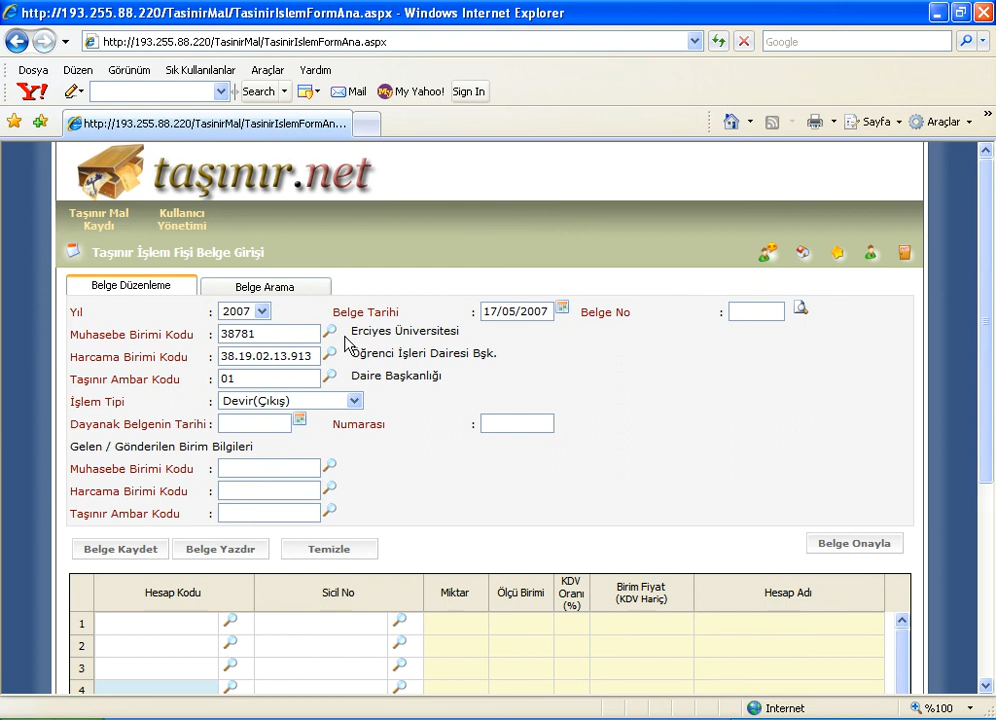 http://193.255.88.220/TasinirMal/TasinirIslemFormAna.aspx - Windows Internet Explorer
http://193.255.88.220/TasinirMal/TasinirIslemFormAna.aspx
Google
Dosya Düzen Görünüm Sık Kullanılanlar Araçlar Yardım
Y! Search Mail My Yahoo! Sign In
http://193.255.88.220/TasinirMal/TasinirIslemFormAn...
Sayfa Araçlar »
taşınır.net
Taşınır Mal Kaydı
Kullanıcı Yönetimi
Taşınır İşlem Fişi Belge Girişi
Belge Düzenleme Belge Arama
Yıl : 2007 Belge Tarihi : 17/05/2007 Belge No :
Muhasebe Birimi Kodu : 38781 Erciyes Üniversitesi
Harcama Birimi Kodu : 38.19.02.13.913 Öğrenci İşleri Dairesi Bşk.
Taşınır Ambar Kodu : 01 Daire Başkanlığı
İşlem Tipi : Devir(Çıkış)
Dayanak Belgenin Tarihi : Numarası :
Gelen / Gönderilen Birim Bilgileri
Muhasebe Birimi Kodu :
Harcama Birimi Kodu :
Taşınır Ambar Kodu :
Belge Kaydet Belge Yazdır Temizle Belge Onayla
Hesap Kodu Sicil No Miktar Ölçü Birimi KDV Oranı (%) Birim Fiyat (KDV Hariç) Hesap Adı
1
2
3
4
Internet %100